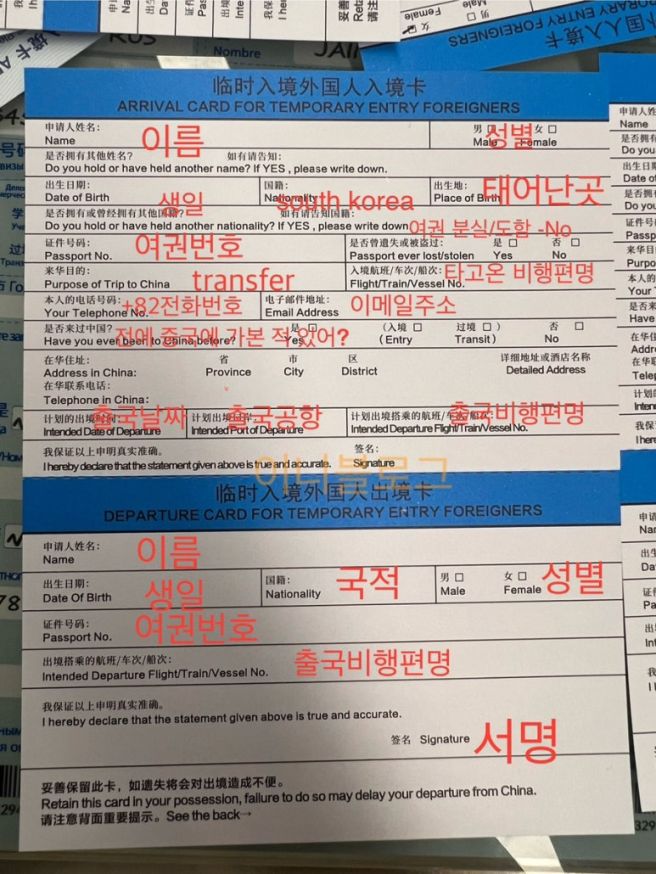 Nombre
临时入境外国人入境卡
ARRIVAL CARD FOR TEMPORARY ENTRY FOREIGNERS
申请人姓名: 男 □ 女 □
Name 이름 Male Female 성별
是否拥有其他姓名? 如有请告知:
Do you hold or have held another name? If YES , please write down.
出生日期: 国籍: 出生地:
Date of Birth 생일 Nationality south korea Place of Birth 태어난곳
是否拥有或曾经拥有其他国籍? 如有请告知国籍:
Do you hold or have held another nationality? If YES , please write down 여권 분실/도함 -No
证件号码: 是否曾遗失或被盗过: 是 □ 否 □
Passport No. 여권번호 Passport ever lost/stolen Yes No
来华目的: 入境航班/车次/船次:
Purpose of Trip to China transfer Flight/Train/Vessel No. 타고온 비행편명
本人的电话号码: 电子邮件地址:
Your Telephone No. +82전화번호 Email Address 이메일주소
是否来过中国? 是 □ (入境 □ 过境 □ ) 否 □
Have you ever been to China before? 전에 중국에 가본 적 있어? Yes (Entry Transit ) No
在华住址: 省 市 区 详细地址或酒店名称
Address in China: Province City District Detailed Address
在华联系电话:
Telephone in China:
计划的出境时间: 计划出境口岸: 计划出境搭乘的航班/车次/船次:
Intended Date of Departure 출국날짜 Intended Port of Departure 출국공항 Intended Departure Flight/Train/Vessel No. 출국비행편명
我保证以上申明真实准确。 签名:
I hereby declare that the statement given above is true and accurate. Signature
이니블로그
临时入境外国人出境卡
DEPARTURE CARD FOR TEMPORARY ENTRY FOREIGNERS
申请人姓名:
Name 이름
出生日期: 国籍: 男 □ 女 □
Date Of Birth 생일 Nationality 국적 Male Female 성별
证件号码:
Passport No. 여권번호
出境搭乘的航班/车次/船次:
Intended Departure Flight/Train/Vessel No. 출국비행편명
我保证以上申明真实准确。
I hereby declare that the statement given above is true and accurate.
签名 Signature 서명
妥善保留此卡，如遗失将会对出境造成不便。
Retain this card in your possession, failure to do so may delay your departure from China.
请注意背面重要提示。See the back→